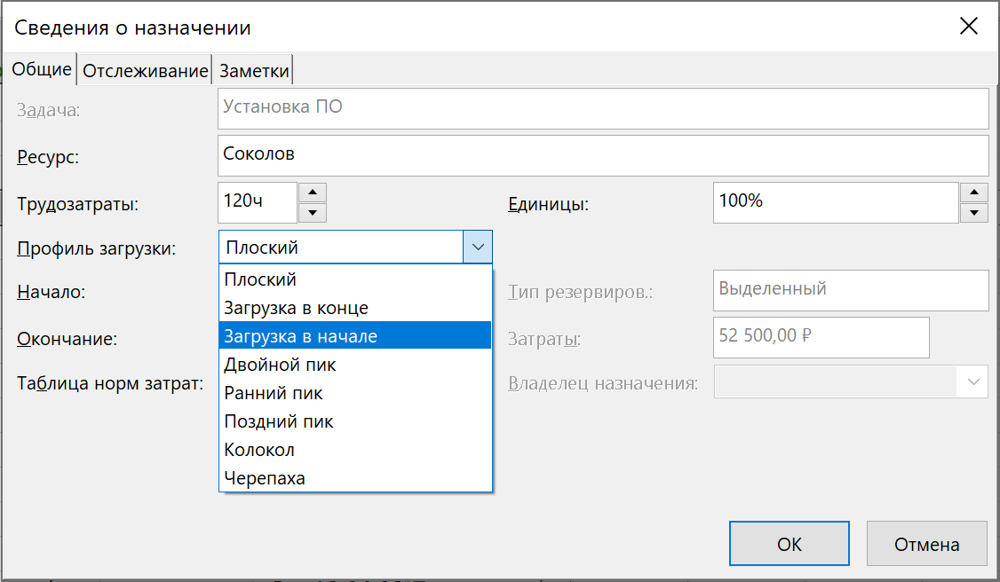 Сведения о назначении
Общие Отслеживание Заметки
Задача: Установка ПО
Ресурс: Соколов
Трудозатраты: 120ч Единицы: 100%
Профиль загрузки: Плоский
Плоский
Начало: Тип резервиров.: Выделенный
Загрузка в конце
Загрузка в начале
Окончание: Затраты: 52 500,00 ₽
Двойной пик
Таблица норм затрат: Владелец назначения:
Ранний пик
Поздний пик
Колокол
Черепаха
ОК Отмена